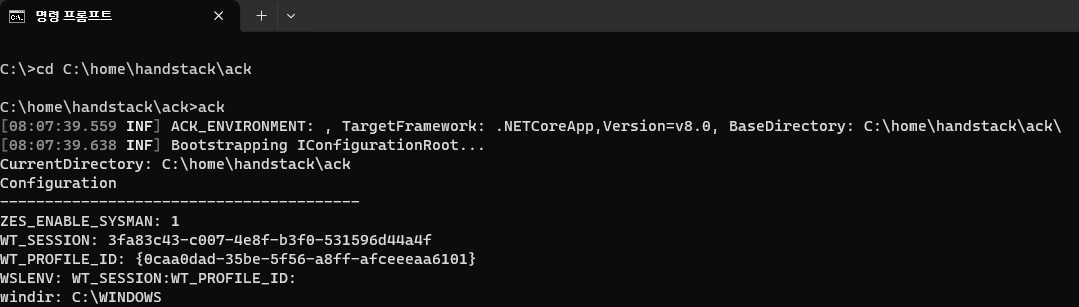 명령 프롬프트
C:\>cd C:\home\handstack\ack
C:\home\handstack\ack>ack
[08:07:39.559 INF] ACK_ENVIRONMENT: , TargetFramework: .NETCoreApp,Version=v8.0, BaseDirectory: C:\home\handstack\ack\
[08:07:39.638 INF] Bootstrapping IConfigurationRoot...
CurrentDirectory: C:\home\handstack\ack
Configuration
----------------------------------------
ZES_ENABLE_SYSMAN: 1
WT_SESSION: 3fa83c43-c007-4e8f-b3f0-531596d44a4f
WT_PROFILE_ID: {0caa0dad-35be-5f56-a8ff-afceeeaa6101}
WSLENV: WT_SESSION:WT_PROFILE_ID:
windir: C:\WINDOWS